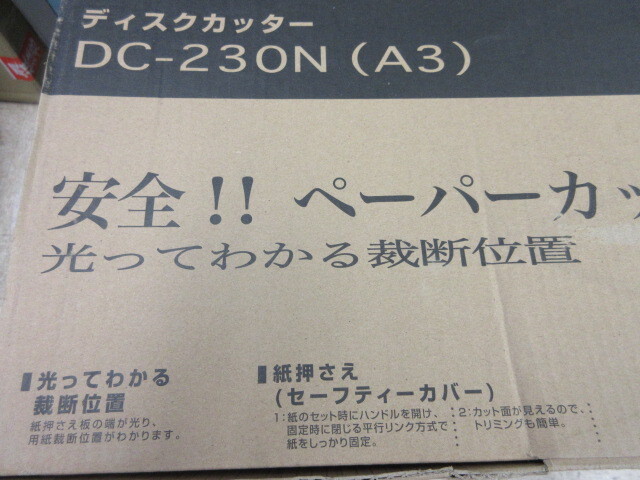 ディスクカッター
DC-230N (A3)
安全!! ペーパーカッ
光ってわかる裁断位置
光ってわかる
裁断位置
紙押さえ板の端が光り、
用紙裁断位置がわかります。
紙押さえ
(セーフティーカバー)
1:紙のセット時にハンドルを開け、
固定時に閉じる平行リンク方式で
紙をしっかり固定。
2:カット面が見えるので、
トリミングも簡単。